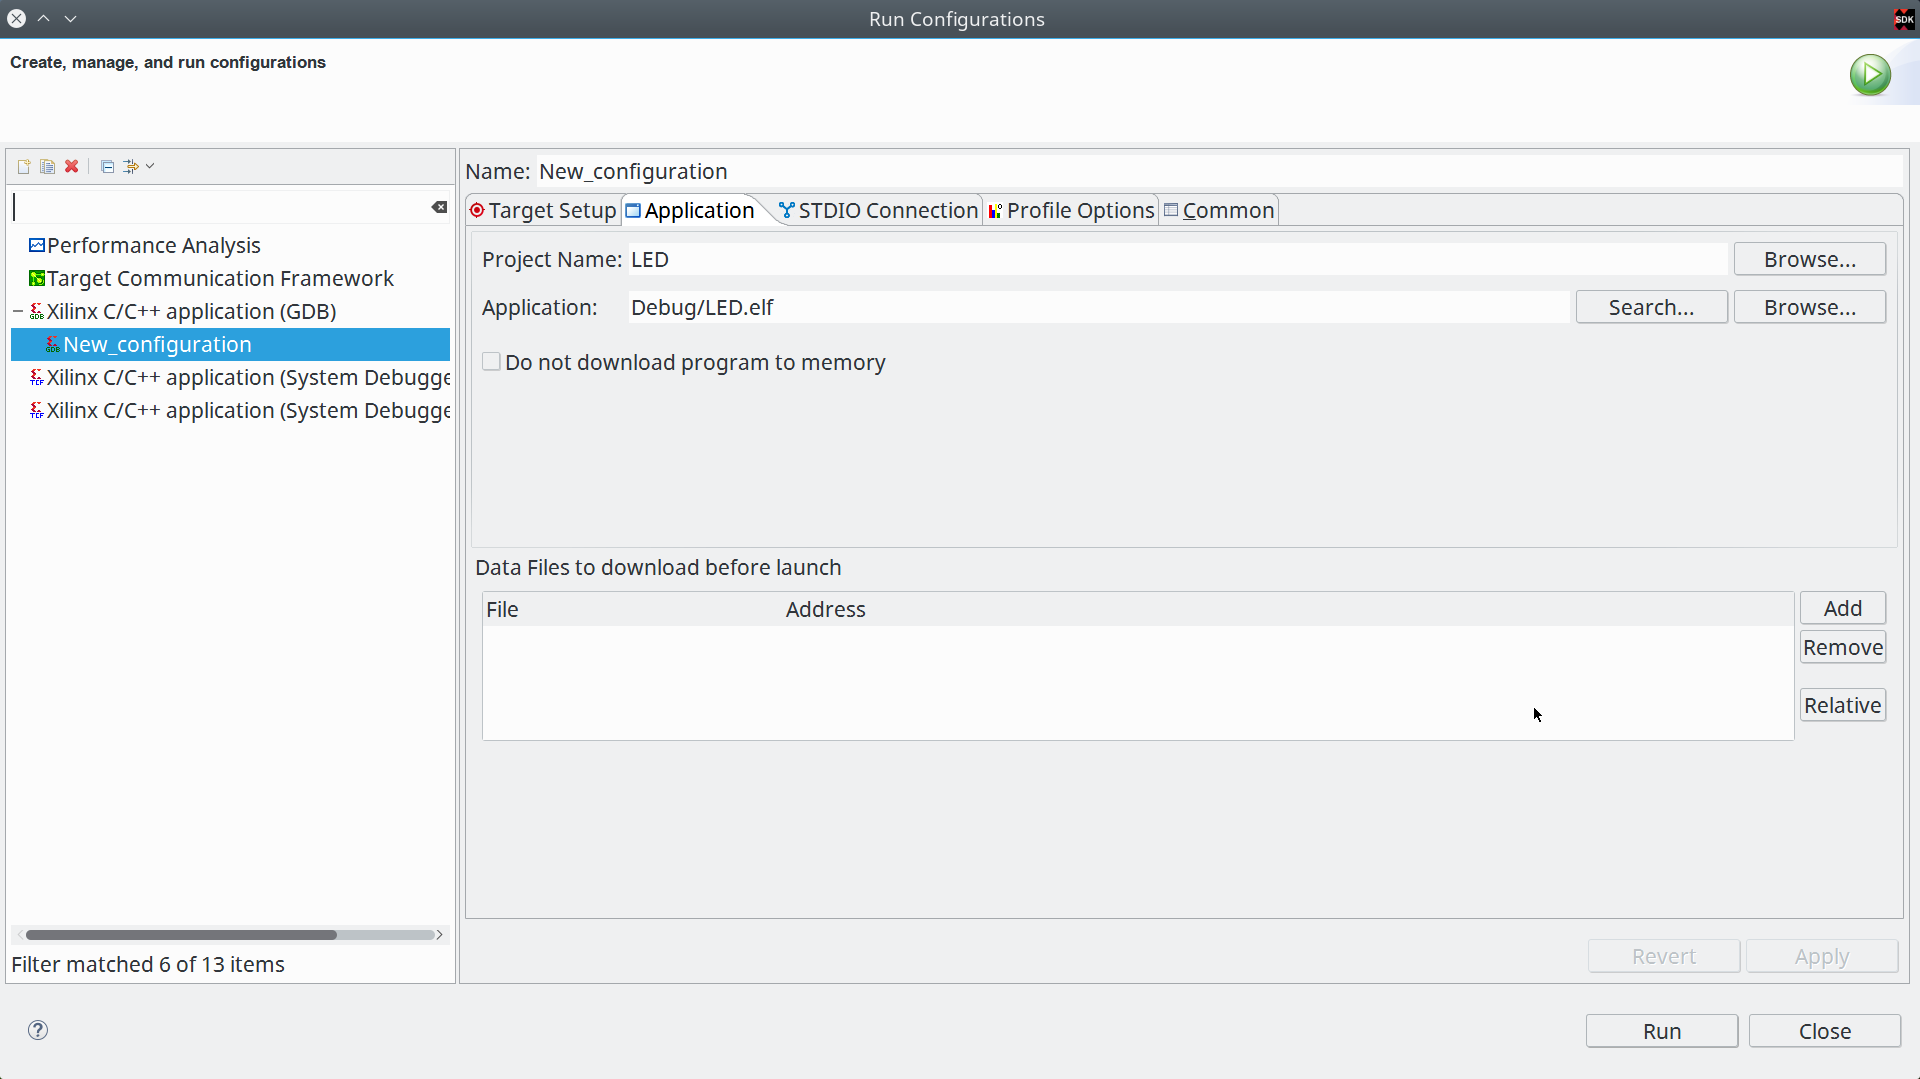 Run Configurations
SDK
Create, manage, and run configurations
Name: New_configuration
Target Setup Application STDIO Connection Profile Options Common
Performance Analysis
Target Communication Framework
Xilinx C/C++ application (GDB)
New_configuration
Xilinx C/C++ application (System Debugge
Xilinx C/C++ application (System Debugge
Filter matched 6 of 13 items
Project Name: LED Browse...
Application: Debug/LED.elf Search... Browse...
Do not download program to memory
Data Files to download before launch
File Address
Add
Remove
Relative
Revert Apply
Run Close